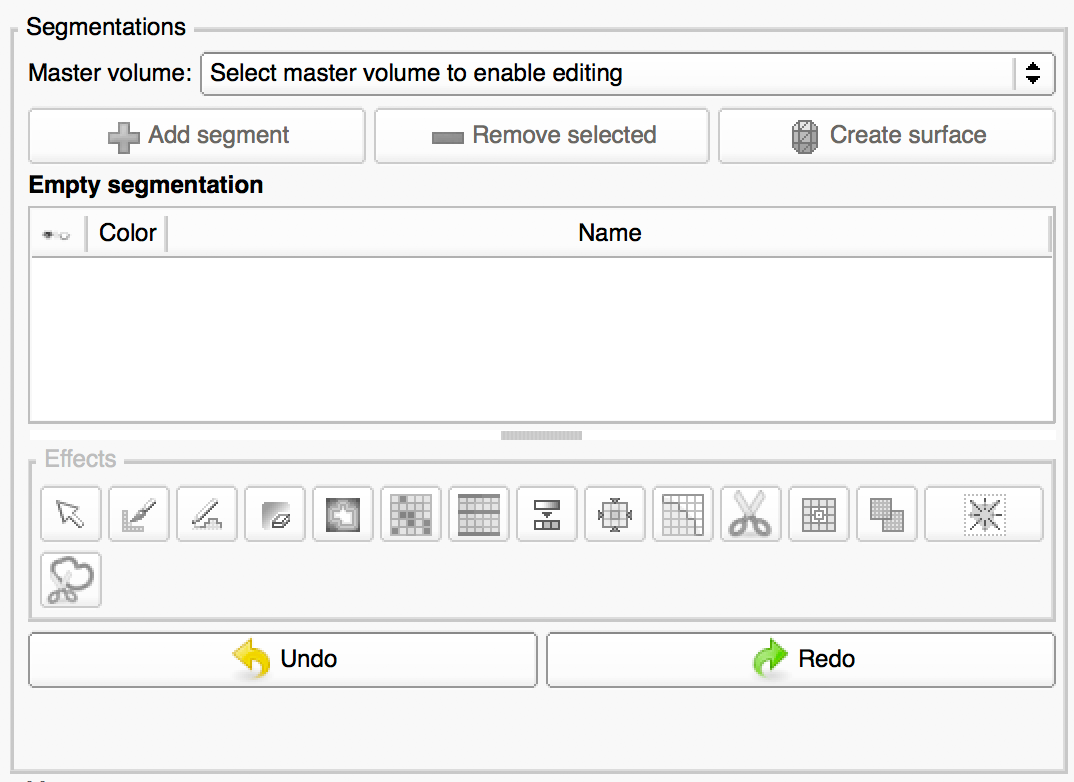 Segmentations
Master volume: Select master volume to enable editing
Add segment Remove selected Create surface
Empty segmentation
Color Name
Effects
Undo Redo